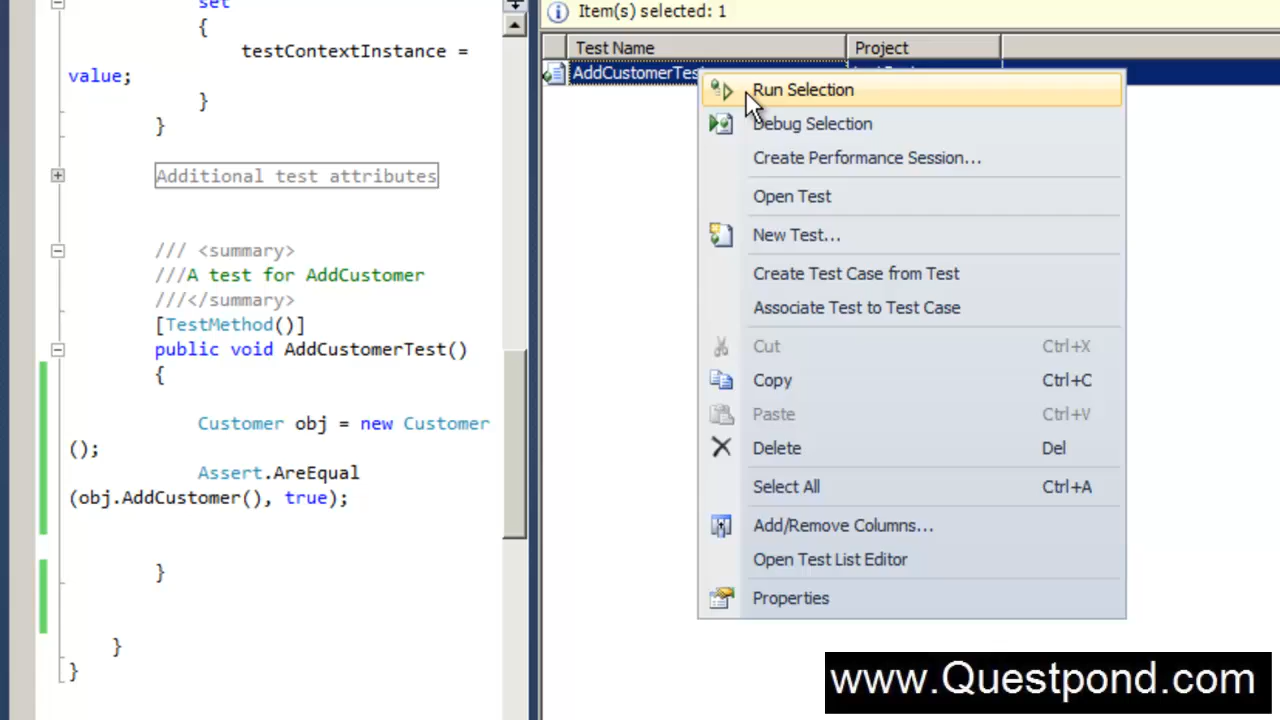 set
{
testContextInstance =
value;
}
}
Additional test attributes
/// <summary>
///A test for AddCustomer
///</summary>
[TestMethod()]
public void AddCustomerTest()
{
Customer obj = new Customer
();
Assert.AreEqual
(obj.AddCustomer(), true);
}
}
}
Item(s) selected: 1
Test Name Project
AddCustomerTes
Run Selection
Debug Selection
Create Performance Session...
Open Test
New Test...
Create Test Case from Test
Associate Test to Test Case
Cut Ctrl+X
Copy Ctrl+C
Paste Ctrl+V
Delete Del
Select All Ctrl+A
Add/Remove Columns...
Open Test List Editor
Properties
www.Questpond.com